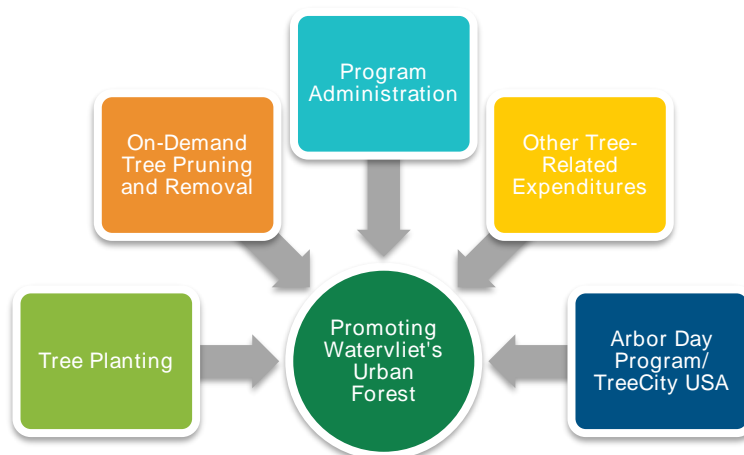 Program
Administration
On-Demand
Tree Pruning
and Removal
Other Tree-
Related
Expenditures
Tree Planting
Promoting
Watervliet's
Urban
Forest
Arbor Day
Program/
TreeCity USA